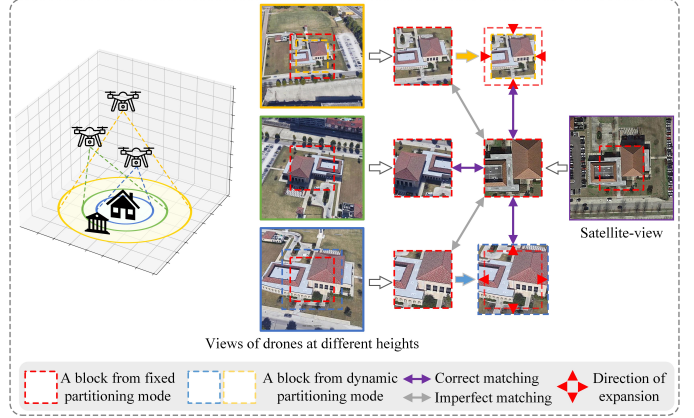 Satellite-view
Views of drones at different heights
A block from fixed
partitioning mode
A block from dynamic
partitioning mode
Correct matching
Imperfect matching
Direction of
expansion